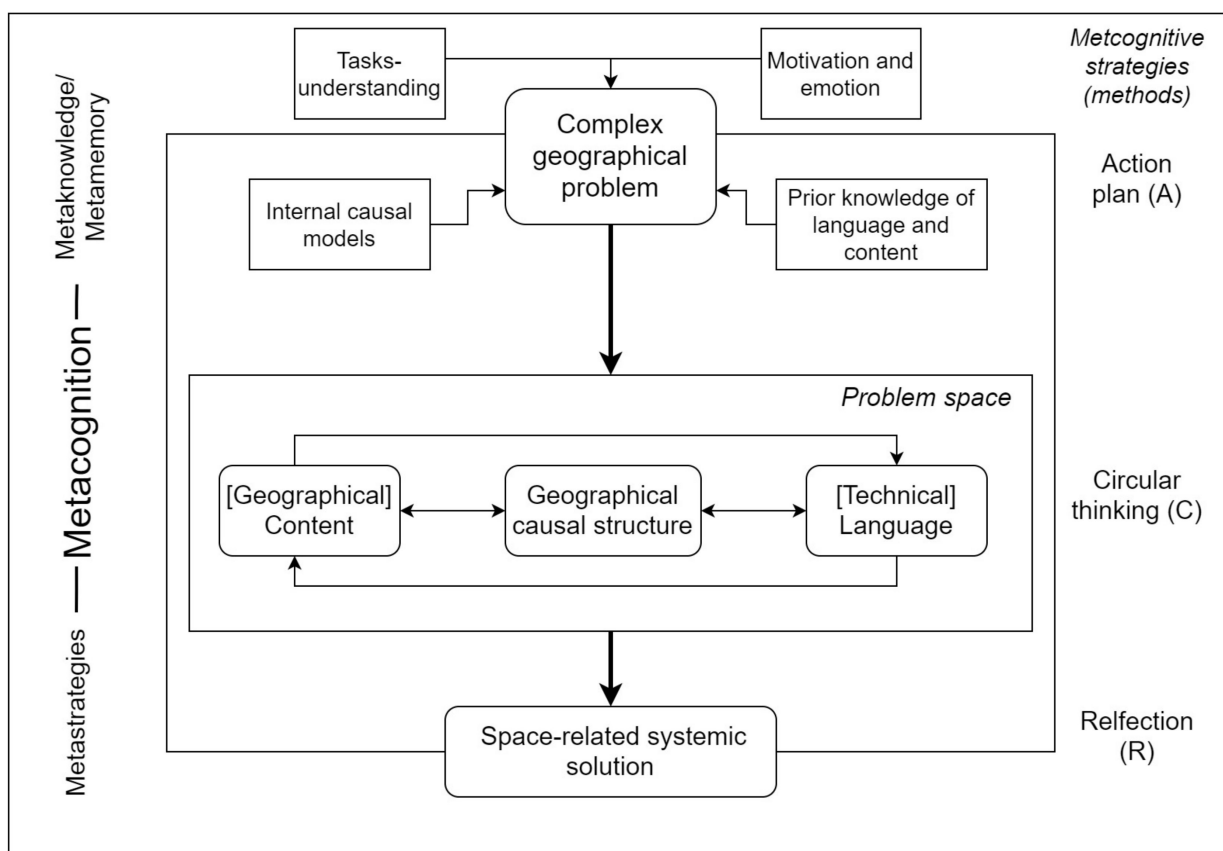 Tasks-
understanding
Motivation and
emotion
Metcognitive
strategies
(methods)
Metaknowledge/
Metamemory
Complex
geographical
problem
Action
plan (A)
Internal causal
models
Prior knowledge of
language and
content
Metacognition
Problem space
[Geographical]
Content
Geographical
causal structure
[Technical]
Language
Circular
thinking (C)
Metastrategies
Space-related systemic
solution
Relfection
(R)